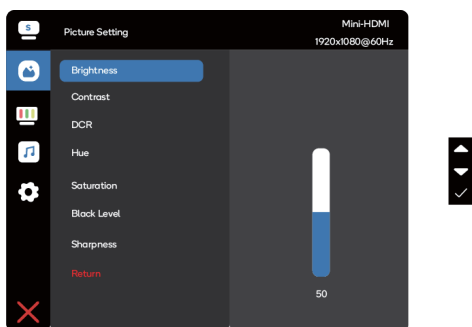 S
Picture Setting
Mini-HDMI
1920x1080@60Hz
Brightness
Contrast
DCR
Hue
Saturation
Black Level
Sharpness
Return
50